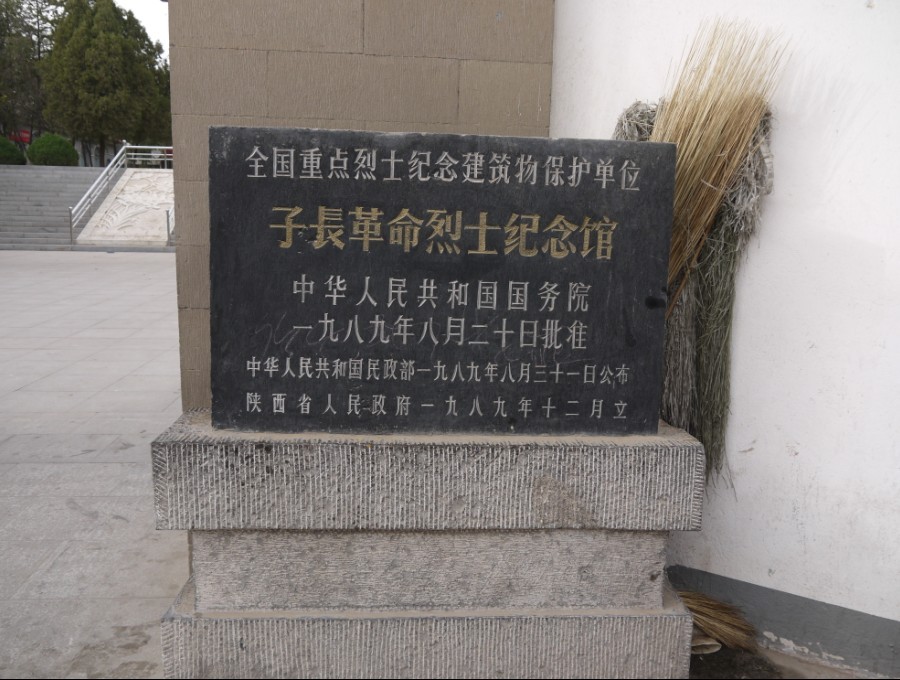 全国重点烈士纪念建筑物保护单位
子長革命烈士纪念馆
中华人民共和国国务院
一九八九年八月二十日批准
中华人民共和国民政部一九八九年八月三十一日公布
陕西省人民政府一九八九年十二月立